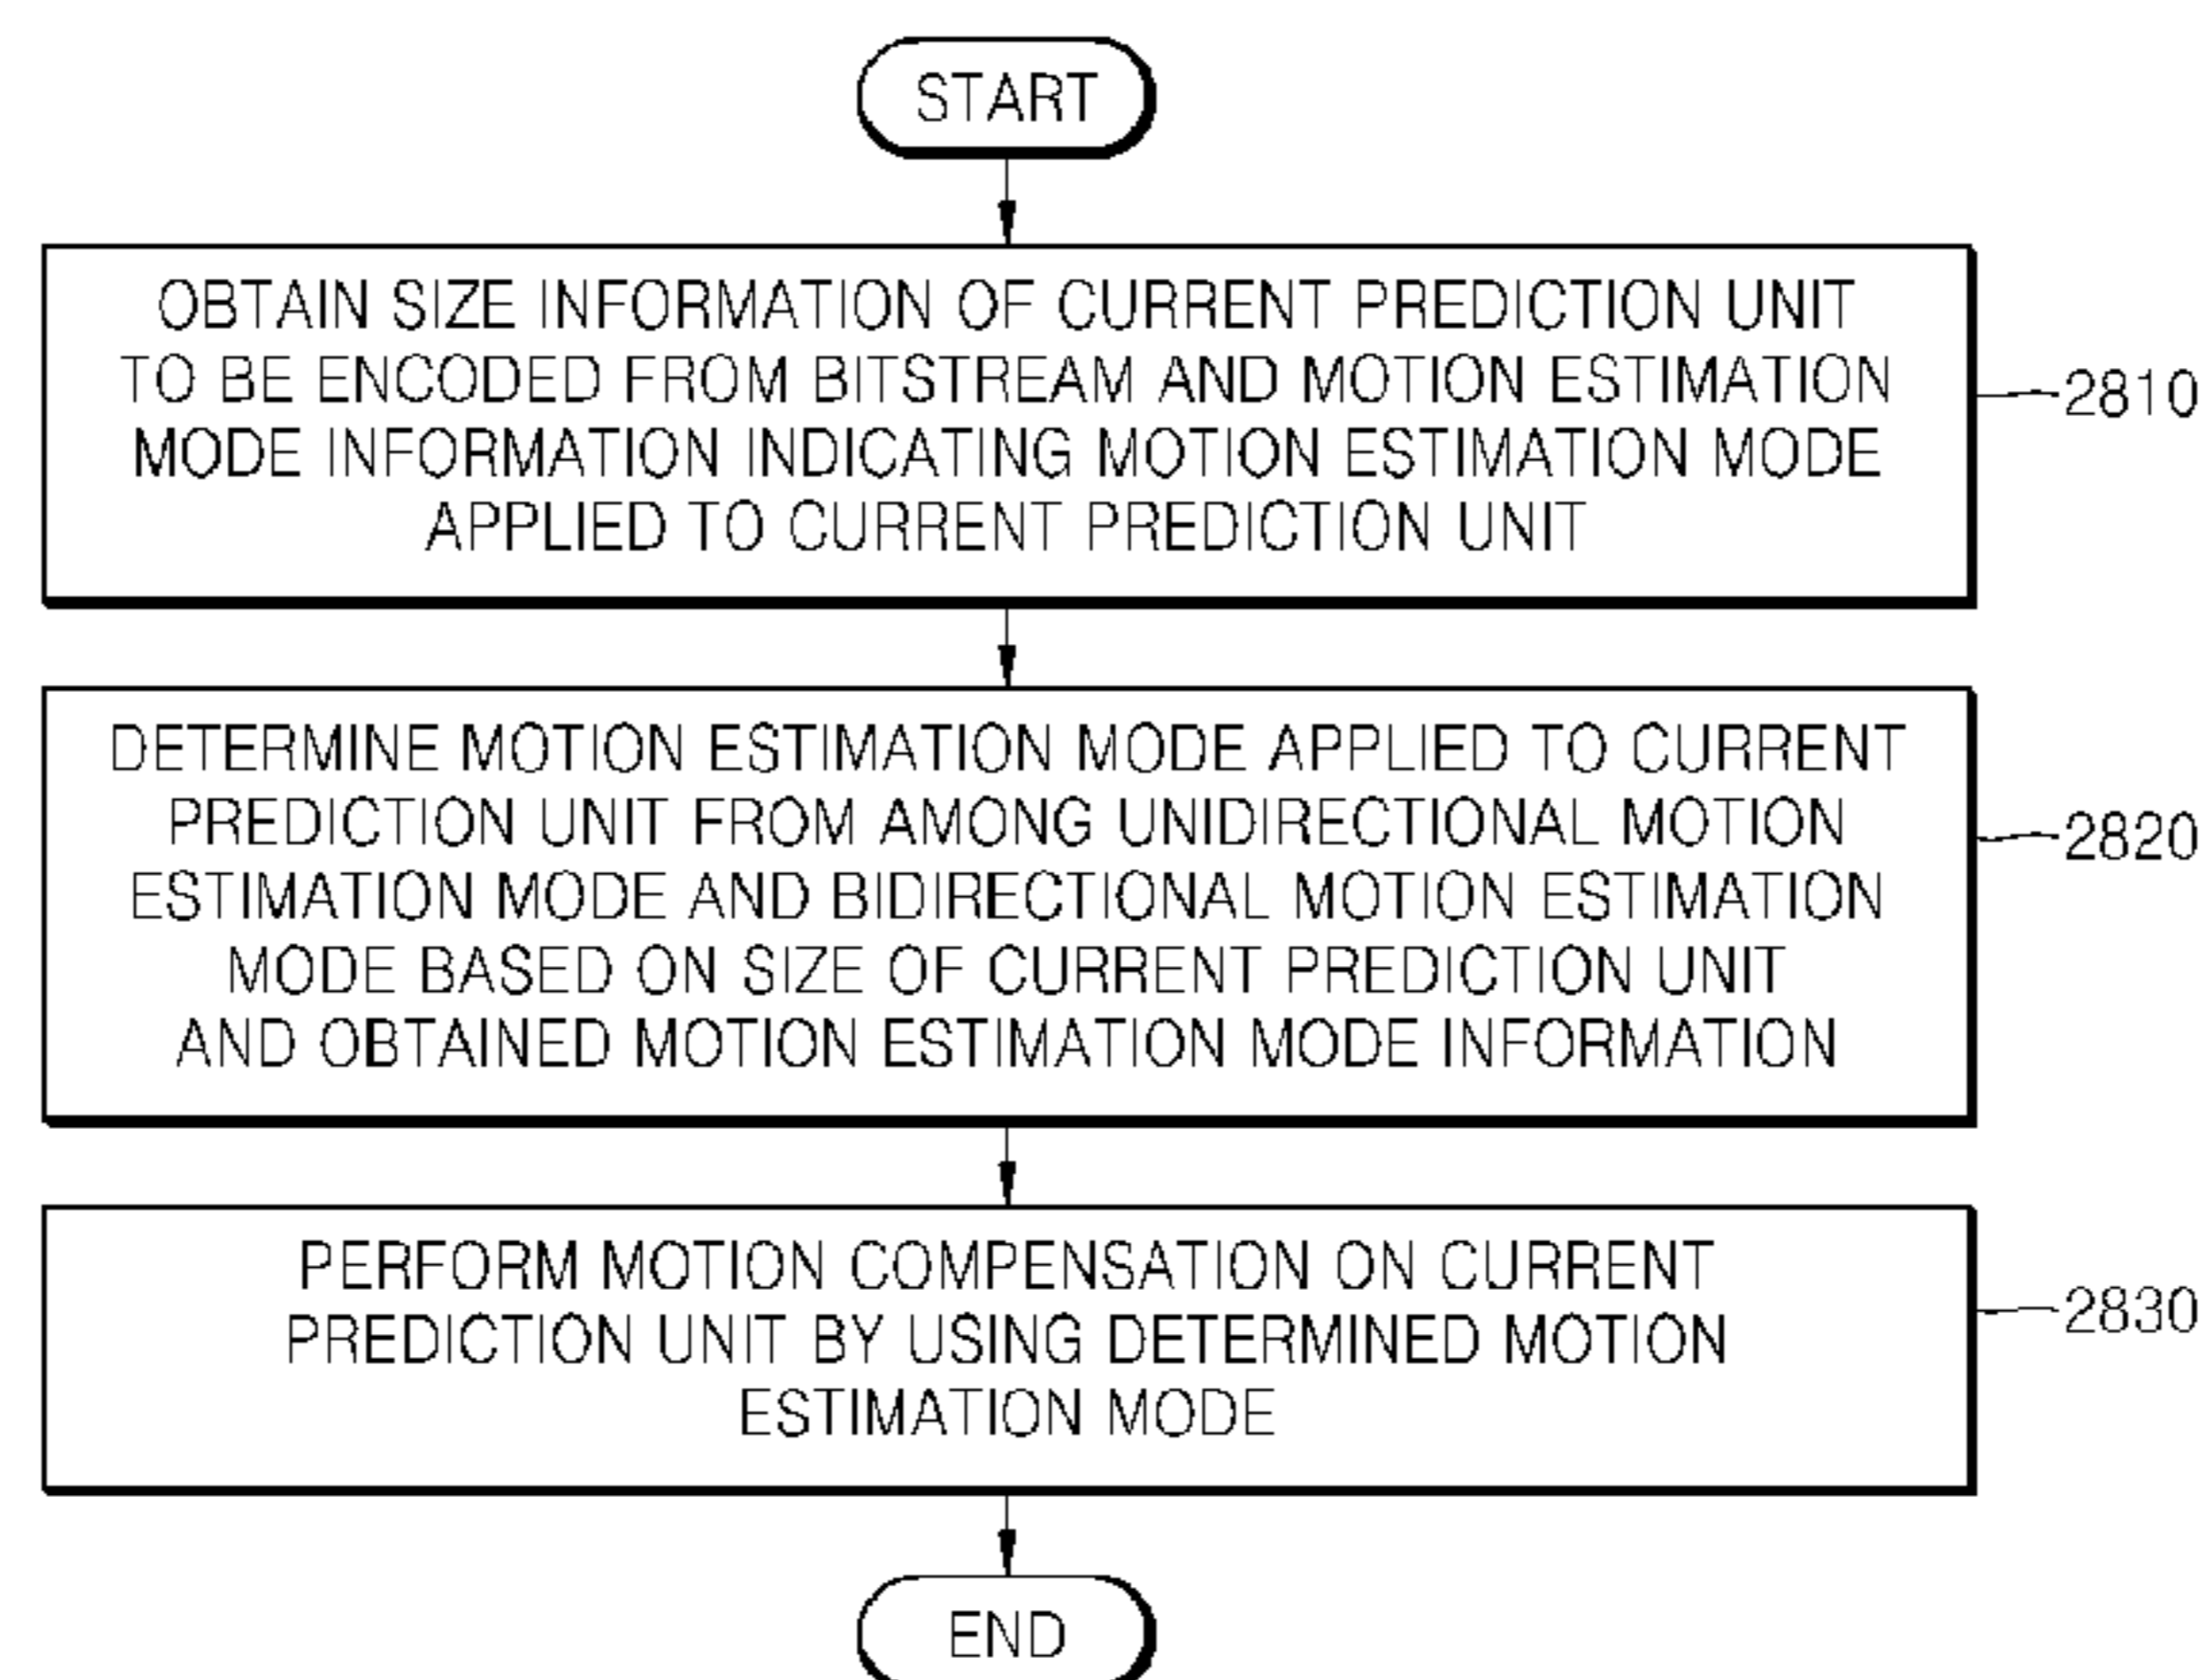 START
OBTAIN SIZE INFORMATION OF CURRENT PREDICTION UNIT
TO BE ENCODED FROM BITSTREAM AND MOTION ESTIMATION
MODE INFORMATION INDICATING MOTION ESTIMATION MODE
APPLIED TO CURRENT PREDICTION UNIT
2810
DETERMINE MOTION ESTIMATION MODE APPLIED TO CURRENT
PREDICTION UNIT FROM AMONG UNIDIRECTIONAL MOTION
ESTIMATION MODE AND BIDIRECTIONAL MOTION ESTIMATION
MODE BASED ON SIZE OF CURRENT PREDICTION UNIT
AND OBTAINED MOTION ESTIMATION MODE INFORMATION
2820
PERFORM MOTION COMPENSATION ON CURRENT
PREDICTION UNIT BY USING DETERMINED MOTION
ESTIMATION MODE
2830
END